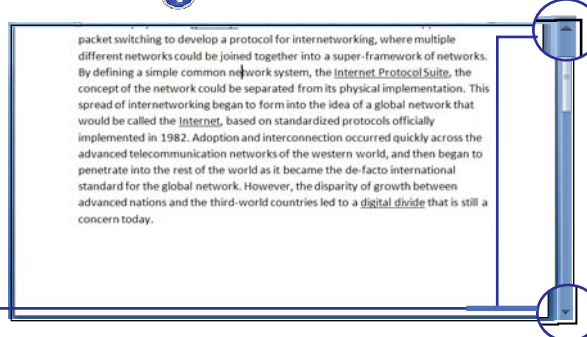 packet switching to develop a protocol for internetworking, where multiple
different networks could be joined together into a super-framework of networks.
By defining a simple common network system, the Internet Protocol Suite, the
concept of the network could be separated from its physical implementation. This
spread of internetworking began to form into the idea of a global network that
would be called the Internet, based on standardized protocols officially
implemented in 1982. Adoption and interconnection occurred quickly across the
advanced telecommunication networks of the western world, and then began to
penetrate into the rest of the world as it became the de-facto international
standard for the global network. However, the disparity of growth between
advanced nations and the third-world countries led to a digital divide that is still a
concern today.